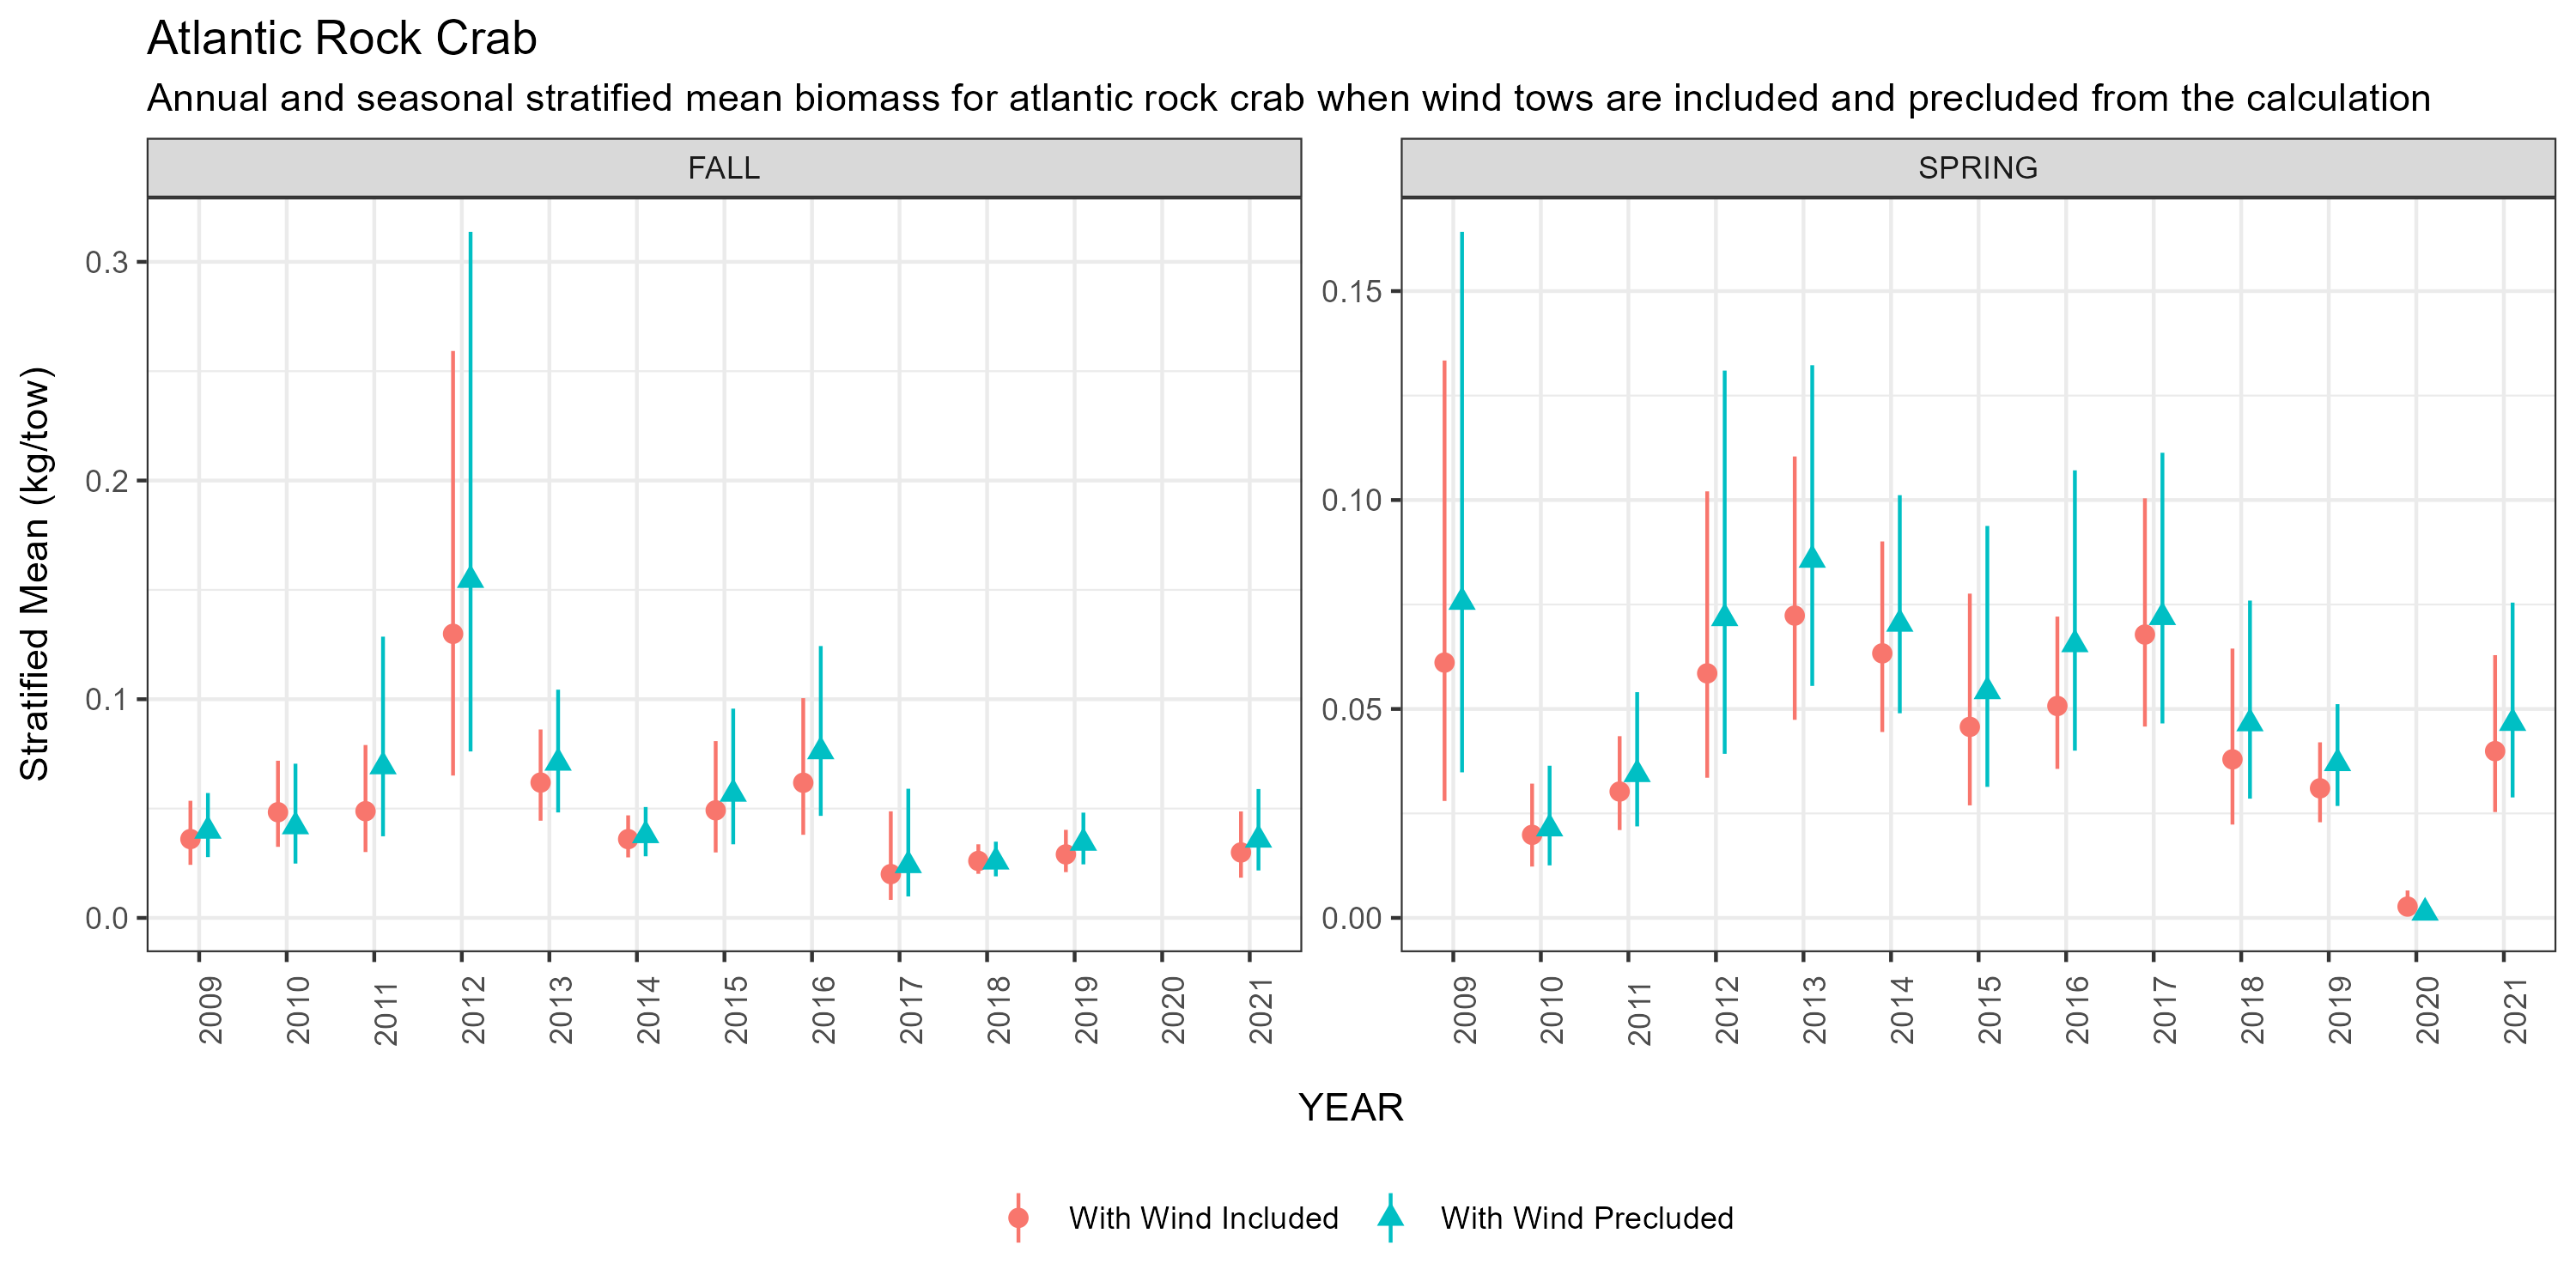 Atlantic Rock Crab
Annual and seasonal stratified mean biomass for atlantic rock crab when wind tows are included and precluded from the calculation
FALL
SPRING
Stratified Mean (kg/tow)
0.3
0.2
0.1
0.0
0.15
0.10
0.05
0.00
2009 2010 2011 2012 2013 2014 2015 2016 2017 2018 2019 2020 2021
2009 2010 2011 2012 2013 2014 2015 2016 2017 2018 2019 2020 2021
YEAR
With Wind Included
With Wind Precluded